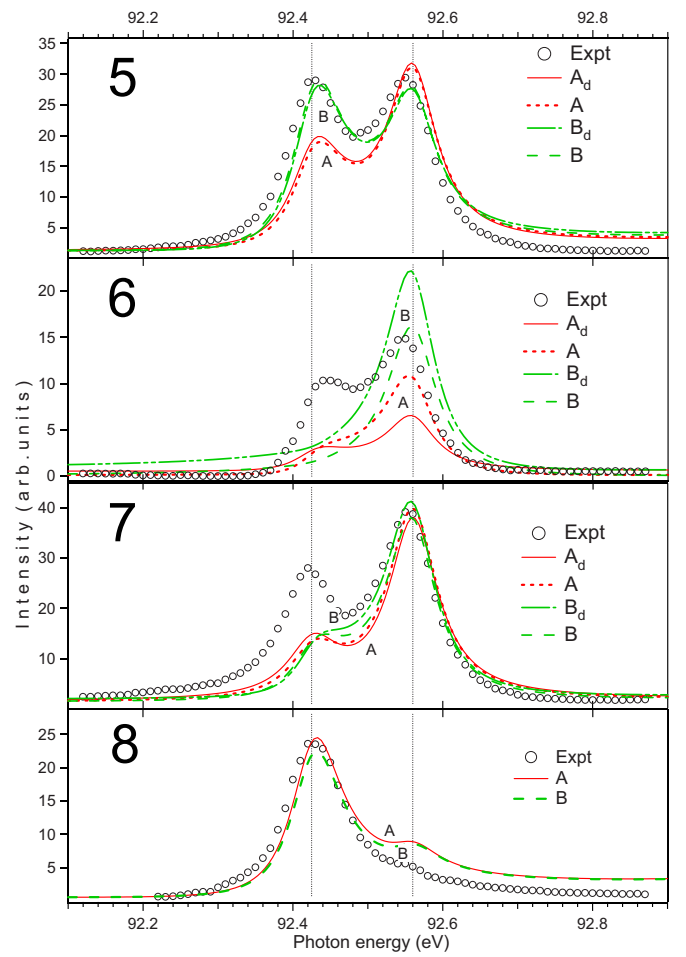 92.2 92.4 92.6 92.8
5
35
30
25
20
15
10
5
B
A
Expt
A_d
A
B_d
B
6
20
15
10
5
0
B
A
Expt
A_d
A
B_d
B
7
40
30
20
10
B
A
Expt
A_d
A
B_d
B
8
25
20
15
10
5
A
B
Expt
A
B
92.2 92.4 92.6 92.8
Photon energy (eV)
Intensity (arb. units)